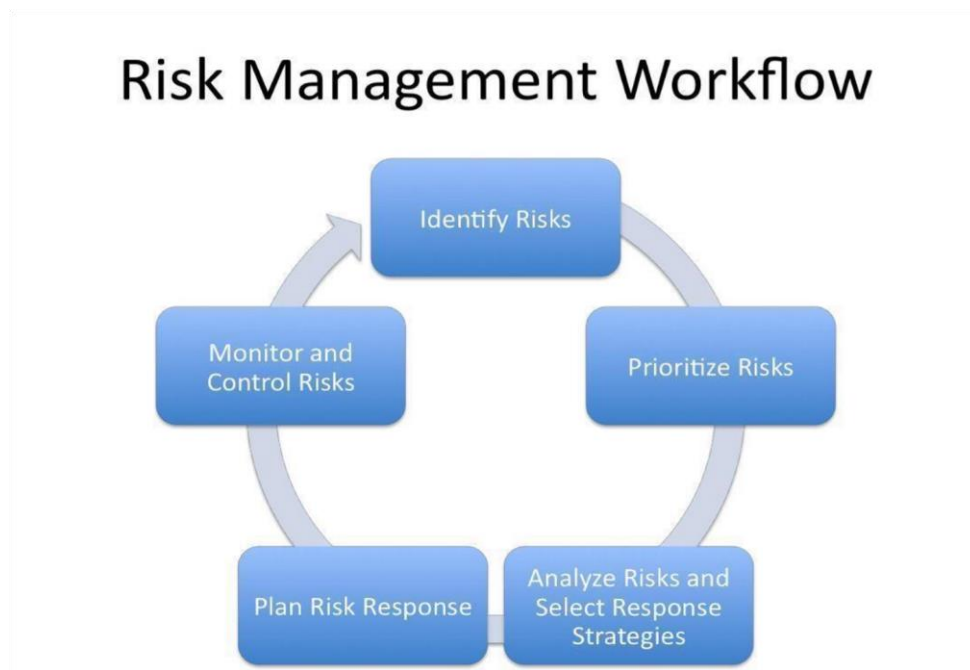 Risk Management Workflow
Identify Risks
Prioritize Risks
Analyze Risks and
Select Response
Strategies
Plan Risk Response
Monitor and
Control Risks